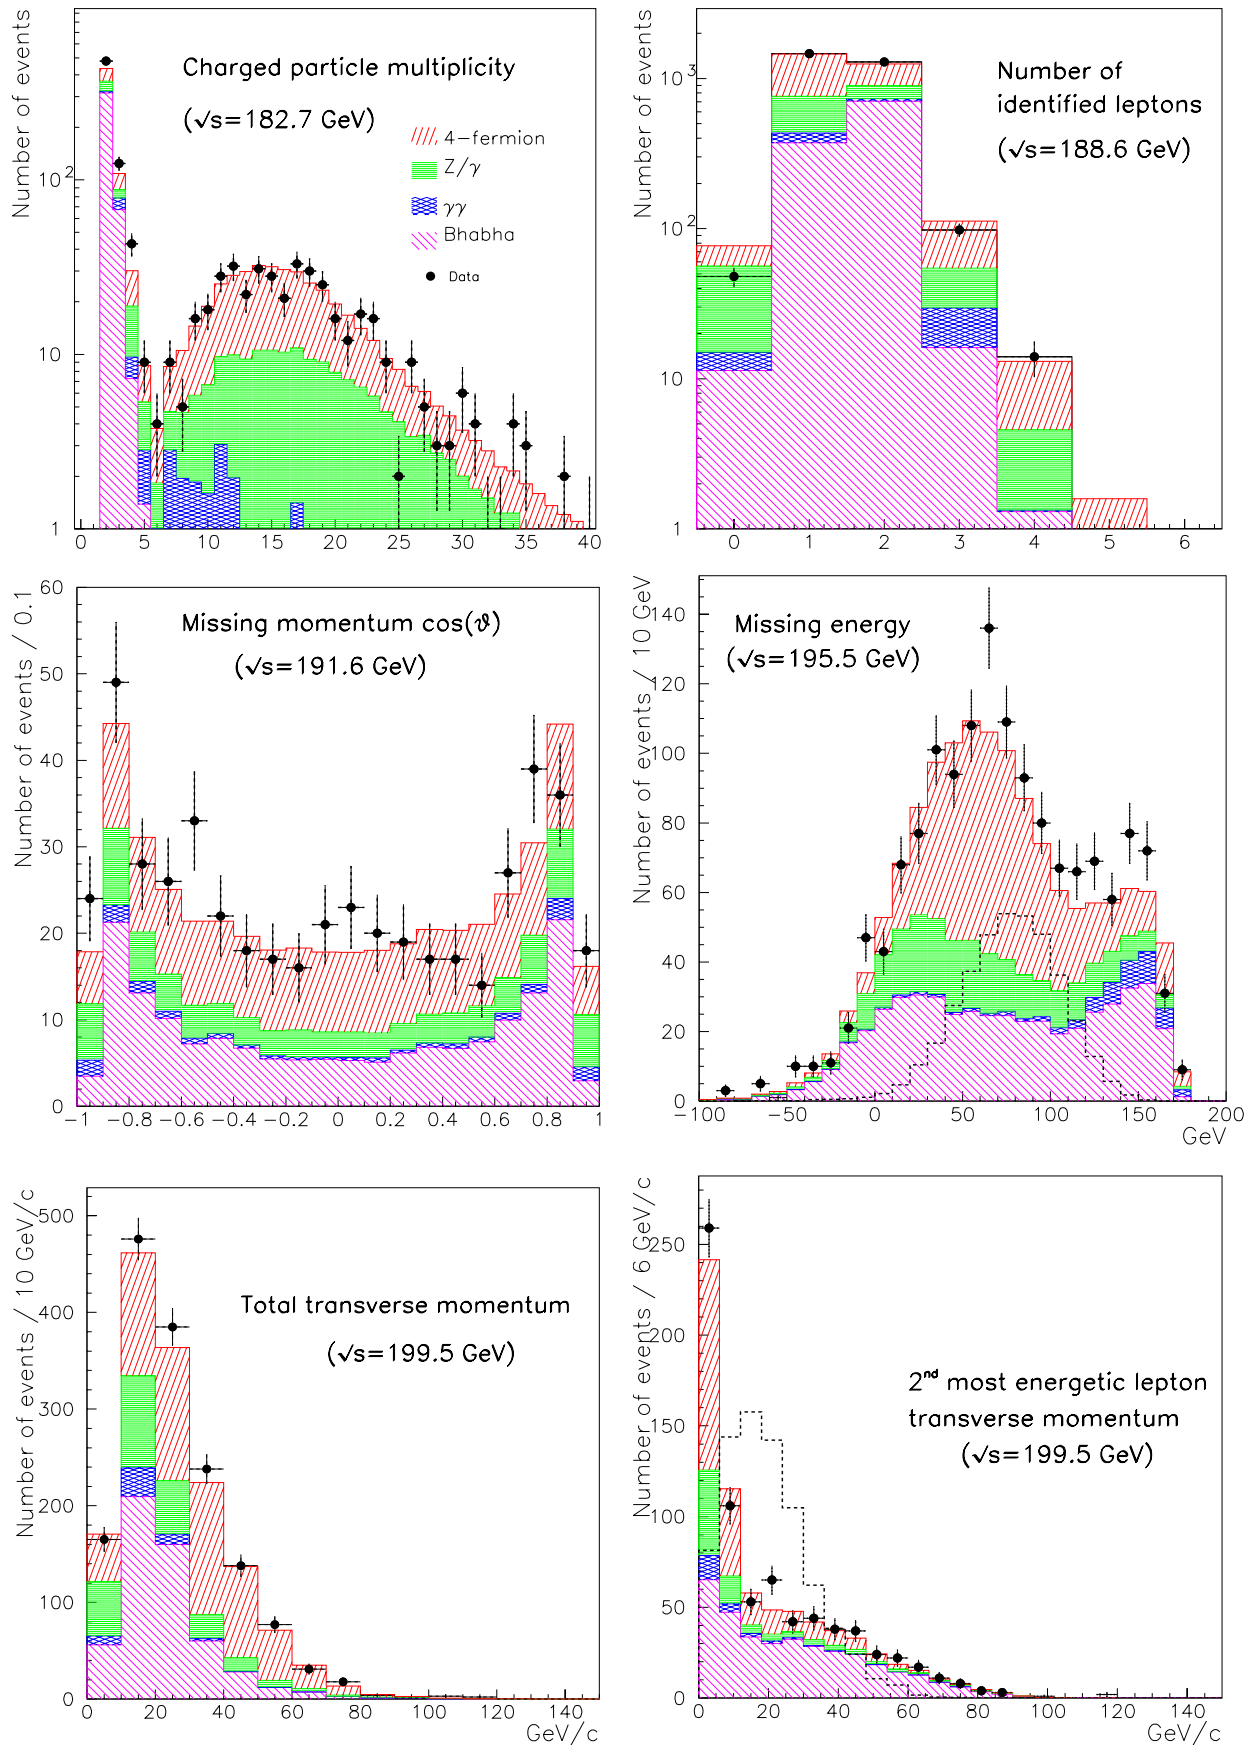 Number of events
Charged particle multiplicity
(√s=182.7 GeV)
4-fermion
Z/γ
γγ
Bhabha
Data
10²
10
1
0 5 10 15 20 25 30 35 40
Number of events
Number of
identified leptons
(√s=188.6 GeV)
10³
10²
10
1
0 1 2 3 4 5 6
Number of events / 0.1
Missing momentum cos(ϑ)
(√s=191.6 GeV)
60
50
40
30
20
10
0
-1 -0.8 -0.6 -0.4 -0.2 0 0.2 0.4 0.6 0.8 1
Number of events / 10 GeV
Missing energy
(√s=195.5 GeV)
140
120
100
80
60
40
20
0
-100 -50 0 50 100 150 200
GeV
Number of events / 10 GeV/c
Total transverse momentum
(√s=199.5 GeV)
500
400
300
200
100
0
0 20 40 60 80 100 120 140
GeV/c
Number of events / 6 GeV/c
2nd most energetic lepton
transverse momentum
(√s=199.5 GeV)
250
200
150
100
50
0
0 20 40 60 80 100 120 140
GeV/c